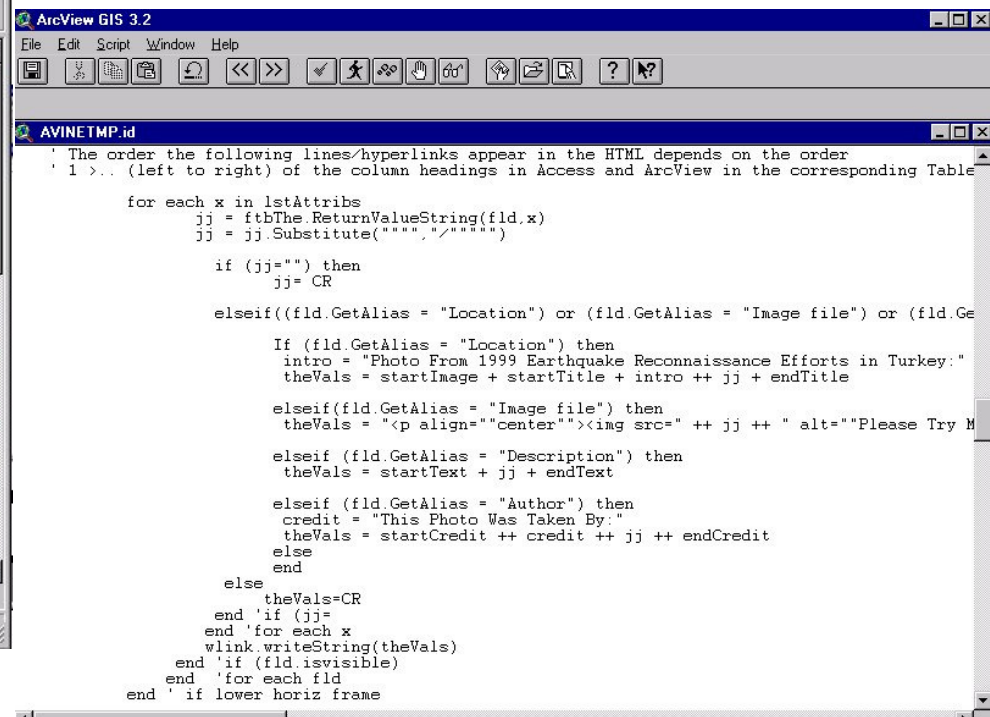 ArcView GIS 3.2
File Edit Script Window Help
AVINETMP.id
' The order the following lines/hyperlinks appear in the HTML depends on the order
' 1 >.. (left to right) of the column headings in Access and ArcView in the corresponding Table
for each x in lstAttribs
jj = ftbThe.ReturnValueString(fld,x)
jj = jj.Substitute("""","/""""")
if (jj="") then
jj= CR
elseif((fld.GetAlias = "Location") or (fld.GetAlias = "Image file") or (fld.Ge
If (fld.GetAlias = "Location") then
intro = "Photo From 1999 Earthquake Reconnaissance Efforts in Turkey:"
theVals = startImage + startTitle + intro ++ jj + endTitle
elseif(fld.GetAlias = "Image file") then
theVals = "<p align=""center""><img src=" ++ jj ++ " alt=""Please Try M
elseif (fld.GetAlias = "Description") then
theVals = startText + jj + endText
elseif (fld.GetAlias = "Author") then
credit = "This Photo Was Taken By:"
theVals = startCredit ++ credit ++ jj ++ endCredit
else
end
else
theVals=CR
end 'if (jj=
end 'for each x
wlink.writeString(theVals)
end 'if (fld.isvisible)
end 'for each fld
end ' if lower horiz frame